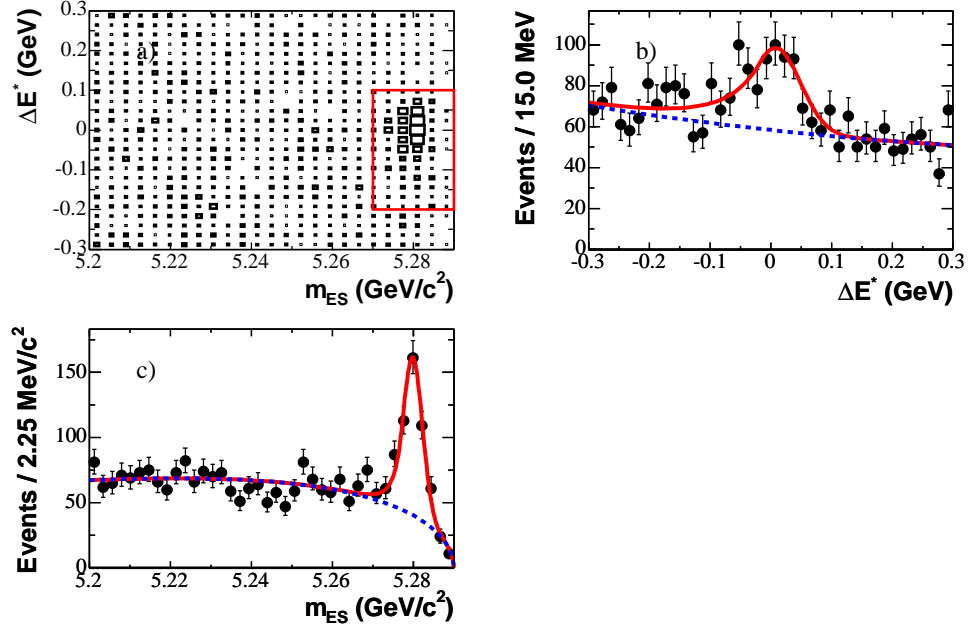 ΔE* (GeV)
0.3
0.2
0.1
0
-0.1
-0.2
-0.3
a)
5.2 5.22 5.24 5.26 5.28
m_ES (GeV/c²)
Events / 15.0 MeV
100
80
60
40
20
0
b)
-0.3 -0.2 -0.1 0 0.1 0.2 0.3
ΔE* (GeV)
Events / 2.25 MeV/c²
150
100
50
0
c)
5.2 5.22 5.24 5.26 5.28
m_ES (GeV/c²)